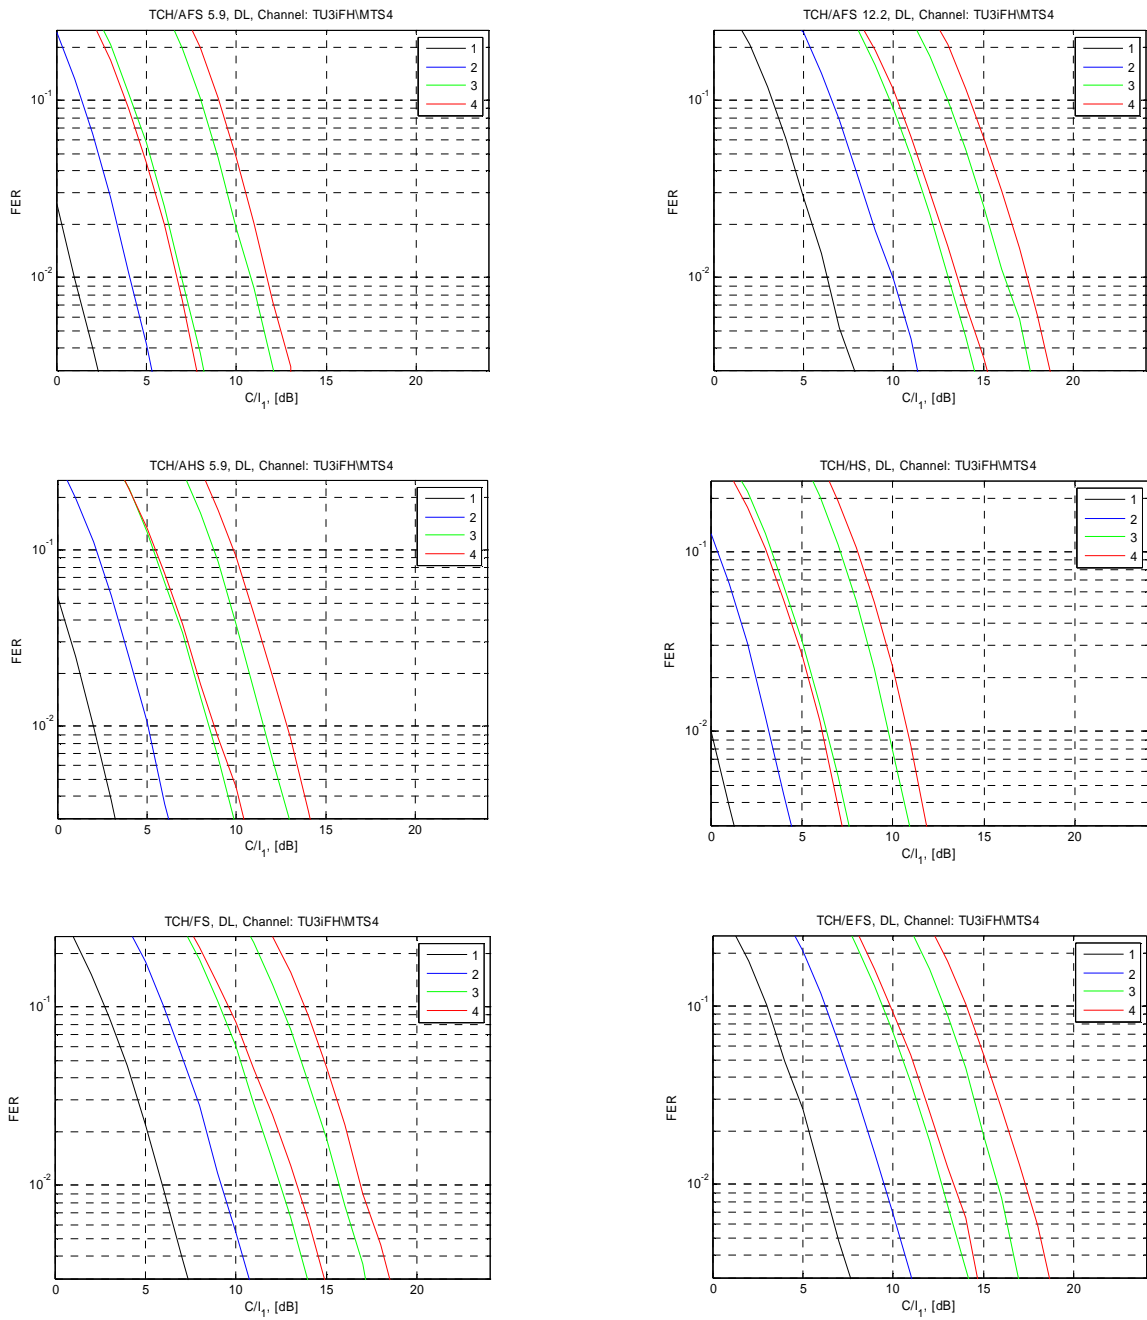 TCH/AFS 5.9, DL, Channel: TU3iFH\MTS4
FER
10^-1
10^-2
0 5 10 15 20
C/I_1, [dB]
1
2
3
4
TCH/AFS 12.2, DL, Channel: TU3iFH\MTS4
FER
10^-1
10^-2
0 5 10 15 20
C/I_1, [dB]
1
2
3
4
TCH/AHS 5.9, DL, Channel: TU3iFH\MTS4
FER
10^-1
10^-2
0 5 10 15 20
C/I_1, [dB]
1
2
3
4
TCH/HS, DL, Channel: TU3iFH\MTS4
FER
10^-1
10^-2
0 5 10 15 20
C/I_1, [dB]
1
2
3
4
TCH/FS, DL, Channel: TU3iFH\MTS4
FER
10^-1
10^-2
0 5 10 15 20
C/I_1, [dB]
1
2
3
4
TCH/EFS, DL, Channel: TU3iFH\MTS4
FER
10^-1
10^-2
0 5 10 15 20
C/I_1, [dB]
1
2
3
4